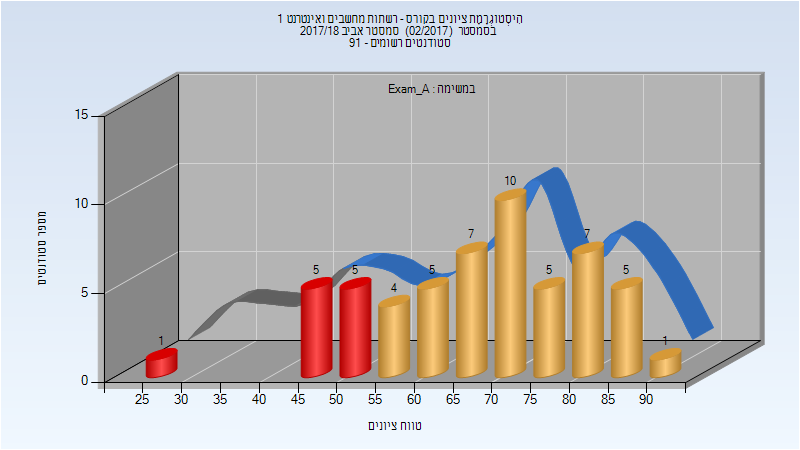 היסטוגרמת ציונים בקורס - רשתות מחשבים ואינטרנט 1
בסמסטר (02/2017) סמסטר אביב 2017/18
סטודנטים רשומים - 91
במשימה : Exam_A
מספר סטודנטים
15
10
5
0
1
5
5
4
5
7
10
5
7
5
1
25 30 35 40 45 50 55 60 65 70 75 80 85 90
טווח ציונים